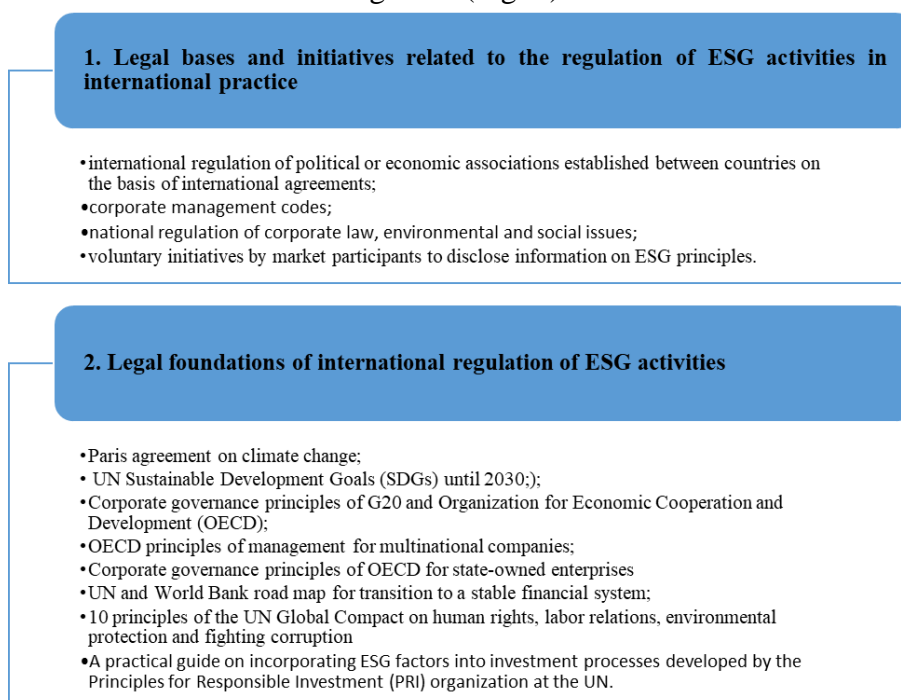 1. Legal bases and initiatives related to the regulation of ESG activities in
international practice
•international regulation of political or economic associations established between countries on
the basis of international agreements;
•corporate management codes;
•national regulation of corporate law, environmental and social issues;
•voluntary initiatives by market participants to disclose information on ESG principles.
2. Legal foundations of international regulation of ESG activities
•Paris agreement on climate change;
• UN Sustainable Development Goals (SDGs) until 2030;);
•Corporate governance principles of G20 and Organization for Economic Cooperation and
Development (OECD);
•OECD principles of management for multinational companies;
•Corporate governance principles of OECD for state-owned enterprises
•UN and World Bank road map for transition to a stable financial system;
•10 principles of the UN Global Compact on human rights, labor relations, environmental
protection and fighting corruption
•A practical guide on incorporating ESG factors into investment processes developed by the
Principles for Responsible Investment (PRI) organization at the UN.